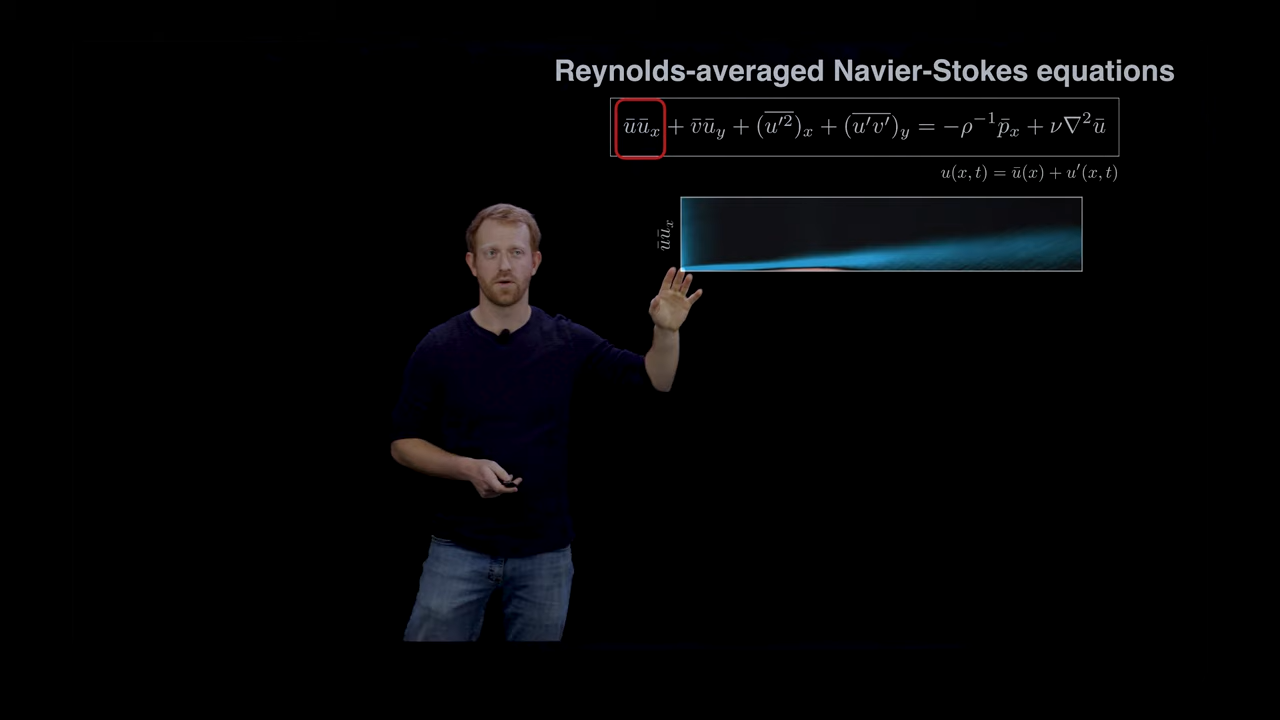 Reynolds-averaged Navier-Stokes equations
ūū_x + v̄ū_y + (\overline{u'^2})_x + (\overline{u'v'})_y = −ρ^{−1}p̄_x + ν∇²ū
u(x, t) = ū(x) + u′(x, t)
ūū_x